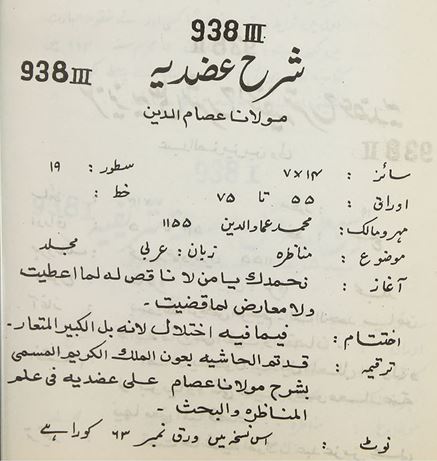 938 III
شرح عضدیہ
938 III
مولانا عصام الدین
سائز : ۱۴×۷ سطور : ۱۹
اوراق : ۵۵ تا ۷۵ خط :
مہر و مالک : محمد عماد الدین ۱۱۵۵
موضوع : مناظرہ زبان : عربی مجلد
آغاز : نحمدك یا من لا ناقص له لما اعطیت
ولا معارض لما قضیت ۔
اختتام : فیما فیه اختلال لانه بل الکبیر المتعار۔
ترقیمہ : قد تم الحاشیه بعون الملك الکریم المسمی
بشرح مولانا عصام علی عضدیه فی علم
المناظره والبحث ۔
نوٹ : اس نسخہ میں ورق نمبر ۶۳ کورا ہے